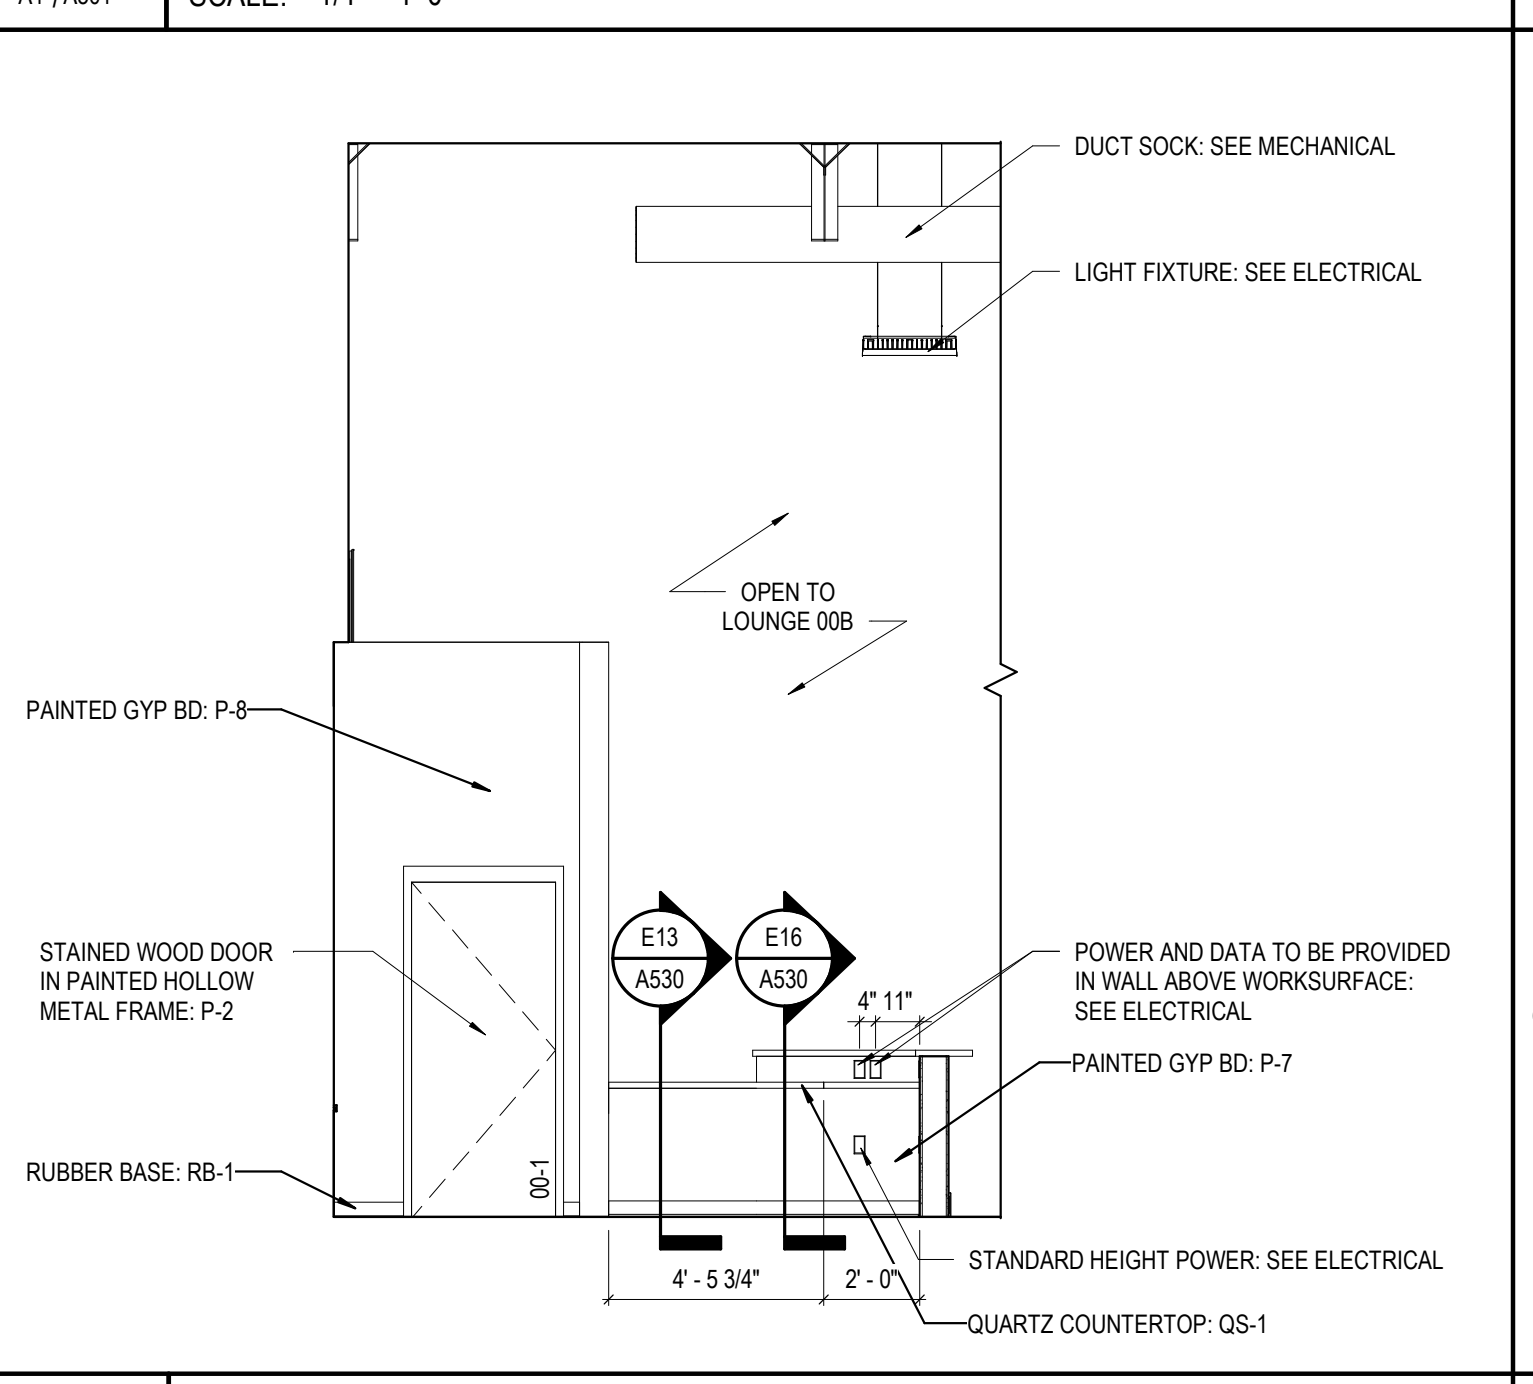 SCALE:
DUCT SOCK: SEE MECHANICAL
LIGHT FIXTURE: SEE ELECTRICAL
OPEN TO
LOUNGE 00B
PAINTED GYP BD: P-8
STAINED WOOD DOOR
IN PAINTED HOLLOW
METAL FRAME: P-2
E13
A530
E16
A530
4" 11"
POWER AND DATA TO BE PROVIDED
IN WALL ABOVE WORKSURFACE:
SEE ELECTRICAL
PAINTED GYP BD: P-7
RUBBER BASE: RB-1
00-1
STANDARD HEIGHT POWER: SEE ELECTRICAL
4' - 5 3/4"
2' - 0"
QUARTZ COUNTERTOP: QS-1